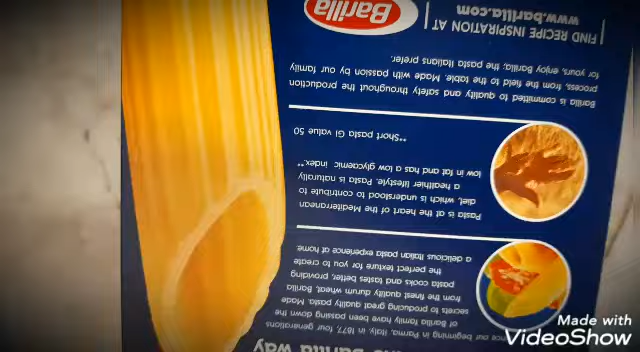 The Barilla way
Since our beginning in Parma, Italy, in 1877, four generations
of Barilla family have been passing down the
secrets to producing great quality pasta. Made
from the finest quality durum wheat, Barilla
pasta cooks and tastes better, providing
the perfect texture for you to create
a delicious Italian pasta experience at home
Pasta is at the heart of the Mediterranean
diet, which is understood to contribute to
a healthier lifestyle. Pasta is naturally
low in fat and has a low glycaemic index.**
**Short pasta GI value 50
Barilla is committed to quality and safety throughout the production
process, from the field to the table. Made with passion by our family
for yours, enjoy Barilla; the pasta Italians prefer.
FIND RECIPE INSPIRATION AT
www.barilla.com
Barilla
Made with
VideoShow